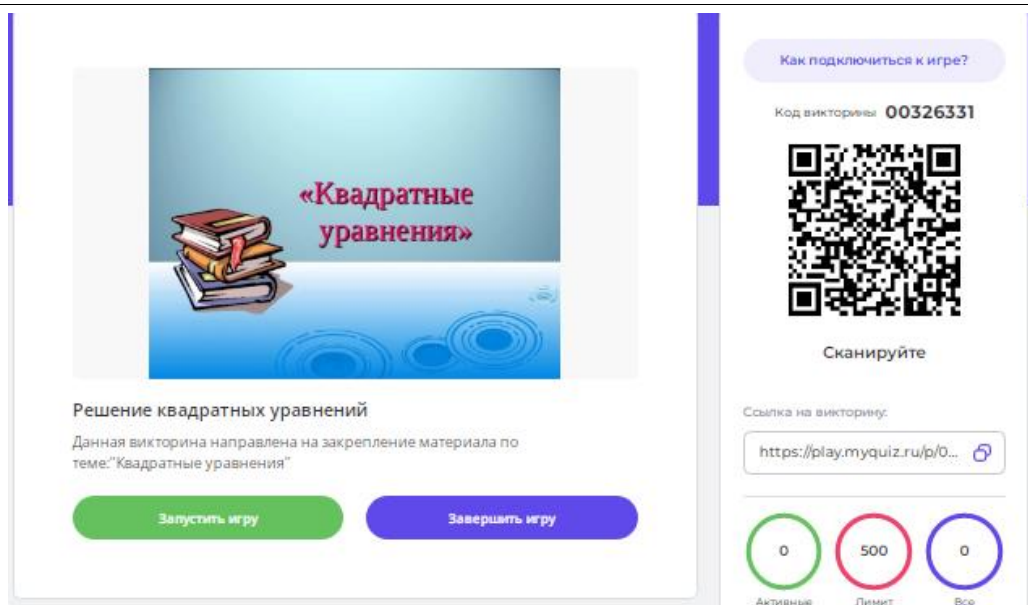 «Квадратные
уравнения»
Решение квадратных уравнений
Данная викторина направлена на закрепление материала по
теме:"Квадратные уравнения"
Запустить игру
Завершить игру
Как подключиться к игре?
Код викторины 00326331
Сканируйте
Ссылка на викторину:
https://play.myquiz.ru/p/0...
0
500
0
Активные
Лимит
Все